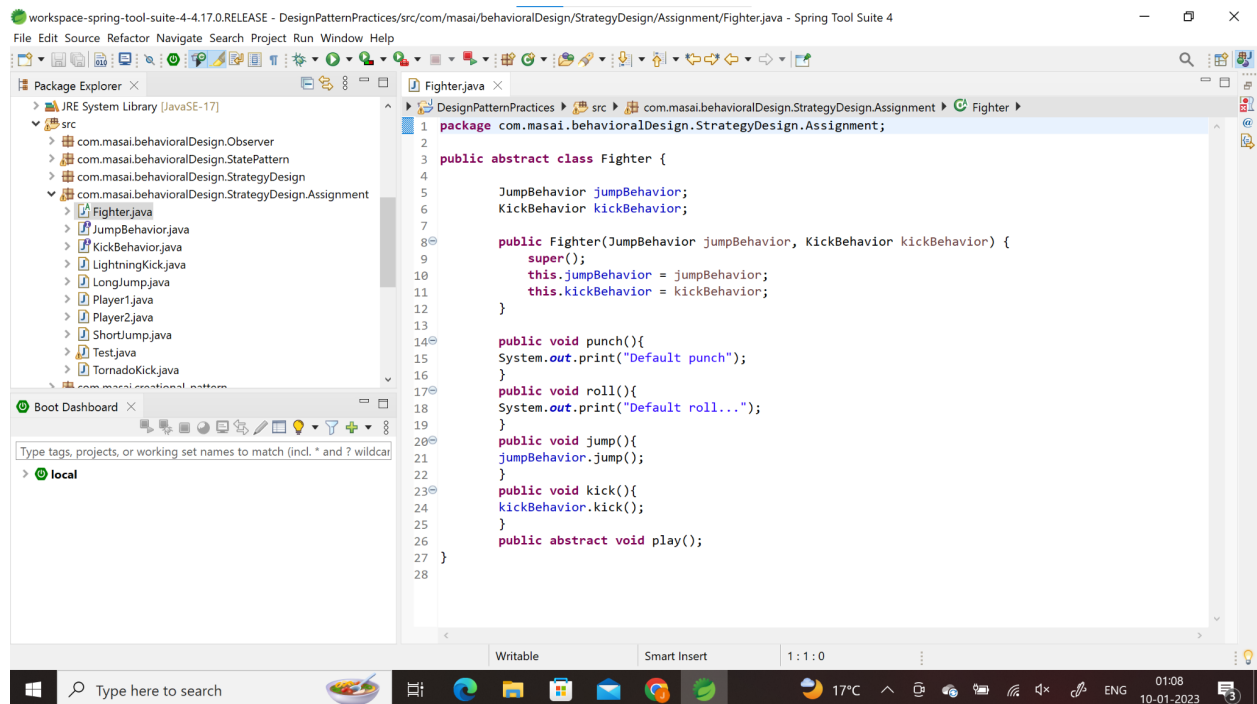 workspace-spring-tool-suite-4-4.17.0.RELEASE - DesignPatternPractices/src/com/masai/behavioralDesign/StrategyDesign/Assignment/Fighter.java - Spring Tool Suite 4
File Edit Source Refactor Navigate Search Project Run Window Help
Package Explorer
JRE System Library [JavaSE-17]
src
com.masai.behavioralDesign.Observer
com.masai.behavioralDesign.StatePattern
com.masai.behavioralDesign.StrategyDesign
com.masai.behavioralDesign.StrategyDesign.Assignment
Fighter.java
JumpBehavior.java
KickBehavior.java
LightningKick.java
LongJump.java
Player1.java
Player2.java
ShortJump.java
Test.java
TornadoKick.java
com.masai.creational_pattern
Boot Dashboard
Type tags, projects, or working set names to match (incl. * and ? wildcar
local
Fighter.java
DesignPatternPractices src com.masai.behavioralDesign.StrategyDesign.Assignment Fighter
1 package com.masai.behavioralDesign.StrategyDesign.Assignment;
2
3 public abstract class Fighter {
4
5 JumpBehavior jumpBehavior;
6 KickBehavior kickBehavior;
7
8 public Fighter(JumpBehavior jumpBehavior, KickBehavior kickBehavior) {
9 super();
10 this.jumpBehavior = jumpBehavior;
11 this.kickBehavior = kickBehavior;
12 }
13
14 public void punch(){
15 System.out.print("Default punch");
16 }
17 public void roll(){
18 System.out.print("Default roll...");
19 }
20 public void jump(){
21 jumpBehavior.jump();
22 }
23 public void kick(){
24 kickBehavior.kick();
25 }
26 public abstract void play();
27 }
28
Writable Smart Insert 1 : 1 : 0
Type here to search
17°C
ENG
01:08
10-01-2023
3